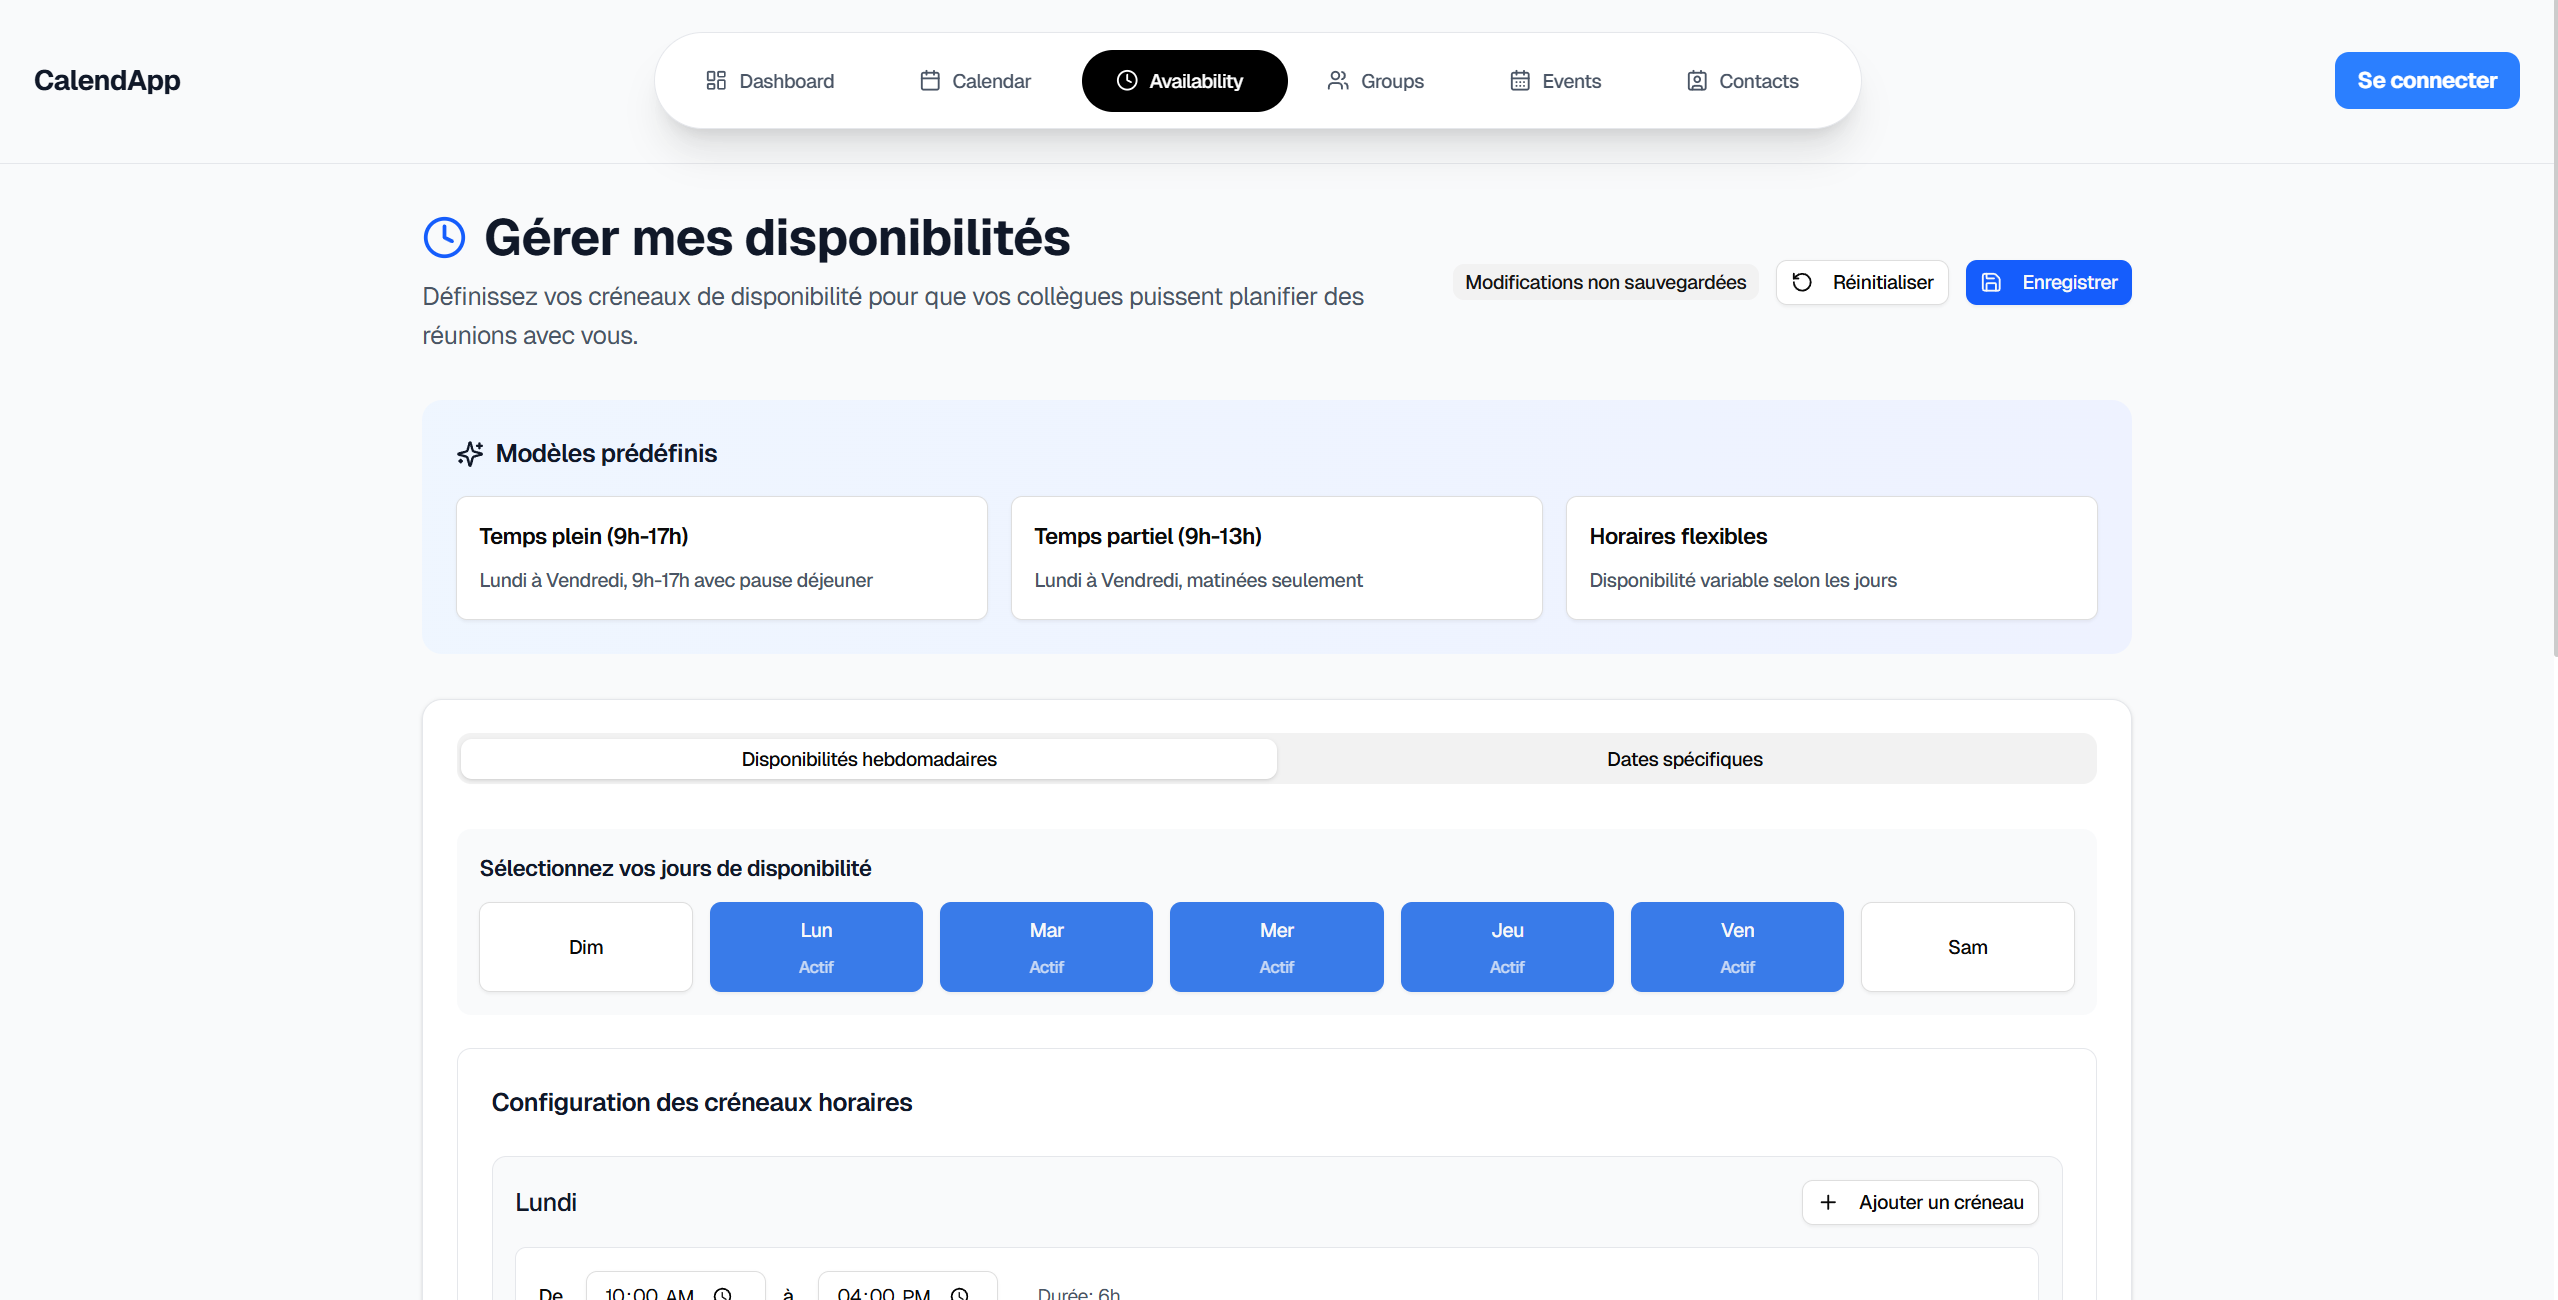 CalendApp
Dashboard
Calendar
Availability
Groups
Events
Contacts
Se connecter
Gérer mes disponibilités
Définissez vos créneaux de disponibilité pour que vos collègues puissent planifier des
réunions avec vous.
Modifications non sauvegardées
Réinitialiser
Enregistrer
Modèles prédéfinis
Temps plein (9h-17h)
Lundi à Vendredi, 9h-17h avec pause déjeuner
Temps partiel (9h-13h)
Lundi à Vendredi, matinées seulement
Horaires flexibles
Disponibilité variable selon les jours
Disponibilités hebdomadaires
Dates spécifiques
Sélectionnez vos jours de disponibilité
Dim
Lun
Actif
Mar
Actif
Mer
Actif
Jeu
Actif
Ven
Actif
Sam
Configuration des créneaux horaires
Lundi
Ajouter un créneau
De 10:00 AM à 04:00 PM Durée: 6h